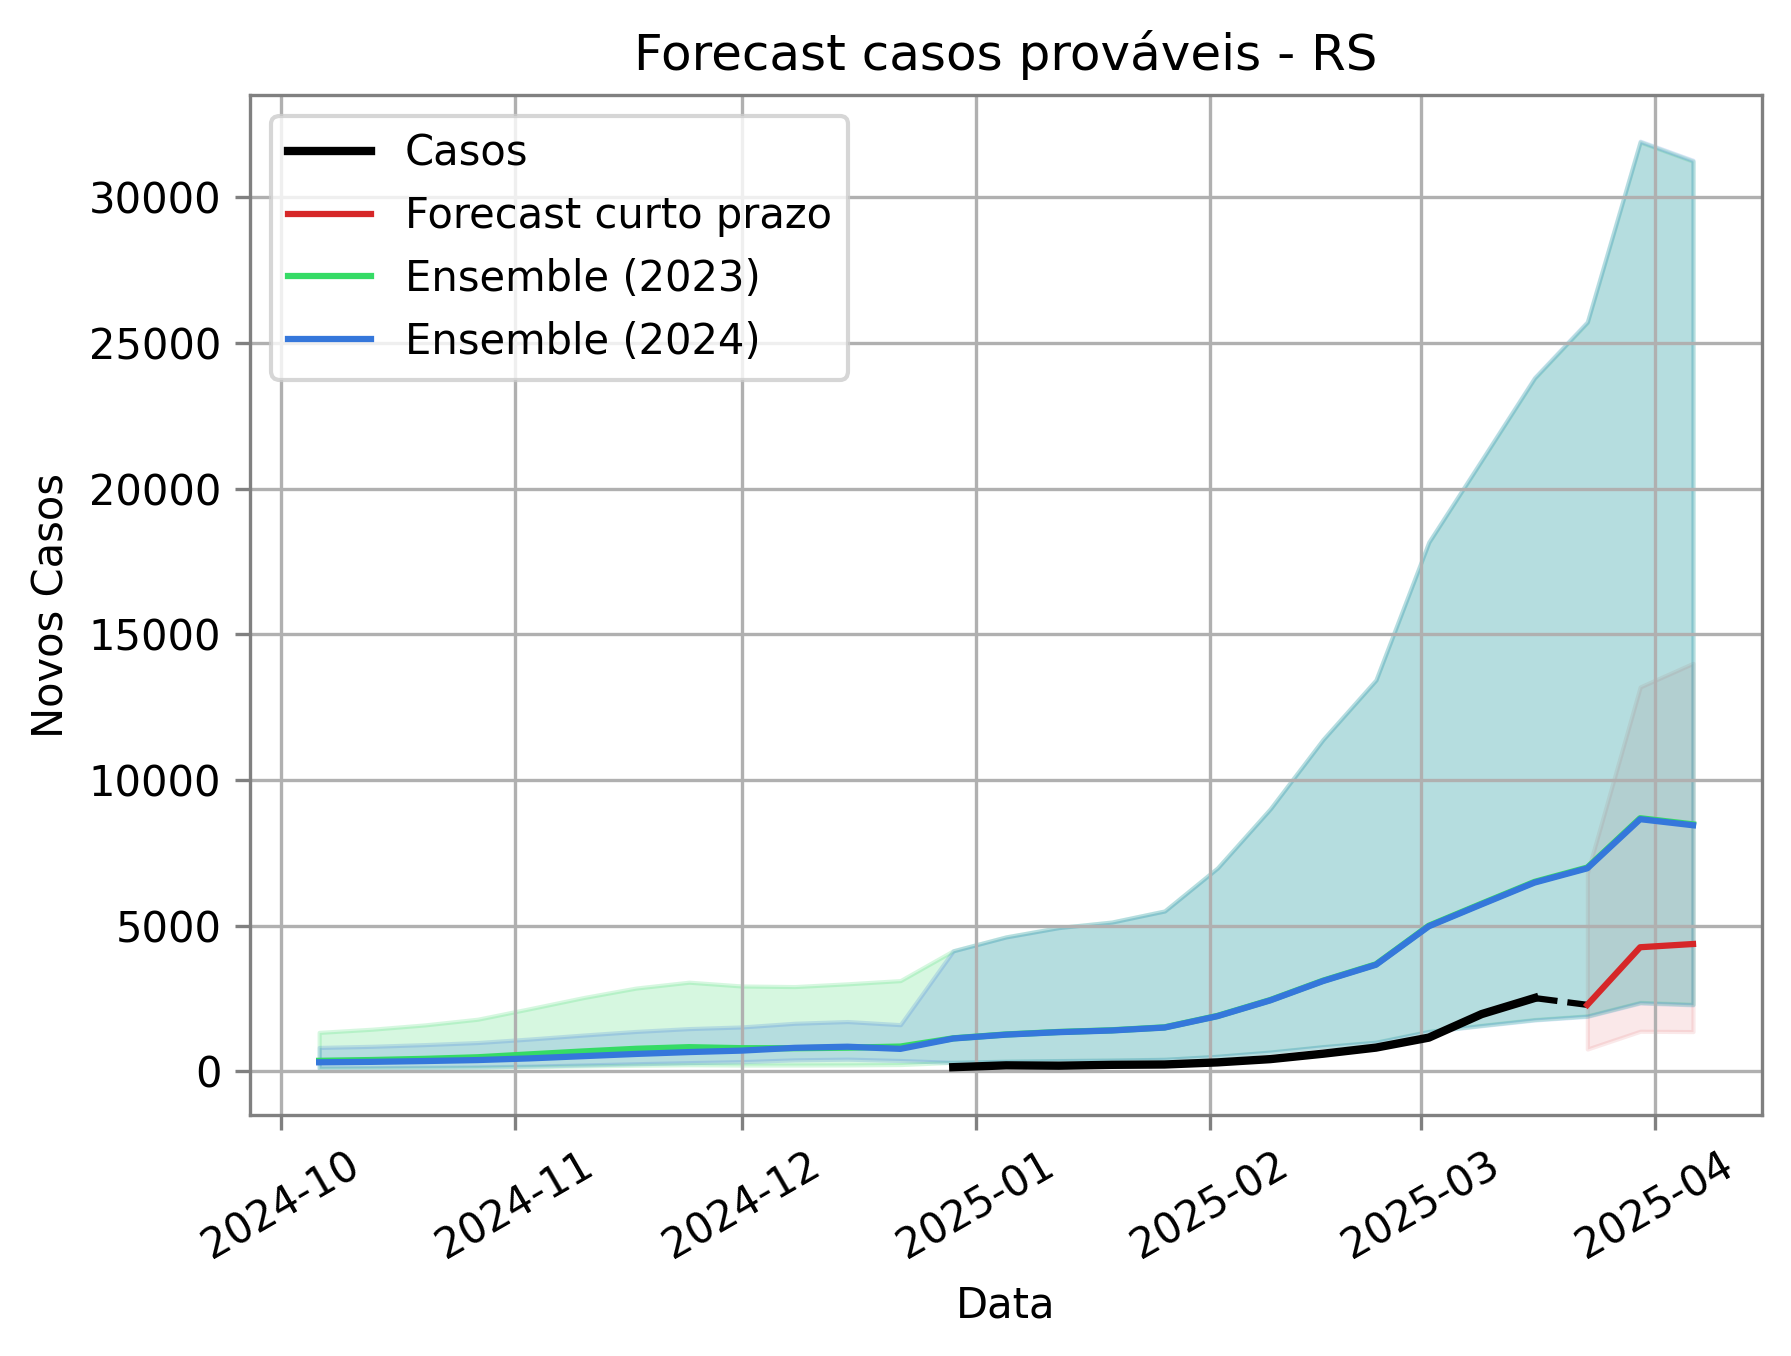 Forecast casos prováveis - RS
Casos
Forecast curto prazo
Ensemble (2023)
Ensemble (2024)
30000
25000
20000
15000
10000
5000
0
Novos Casos
2024-10
2024-11
2024-12
2025-01
2025-02
2025-03
2025-04
Data